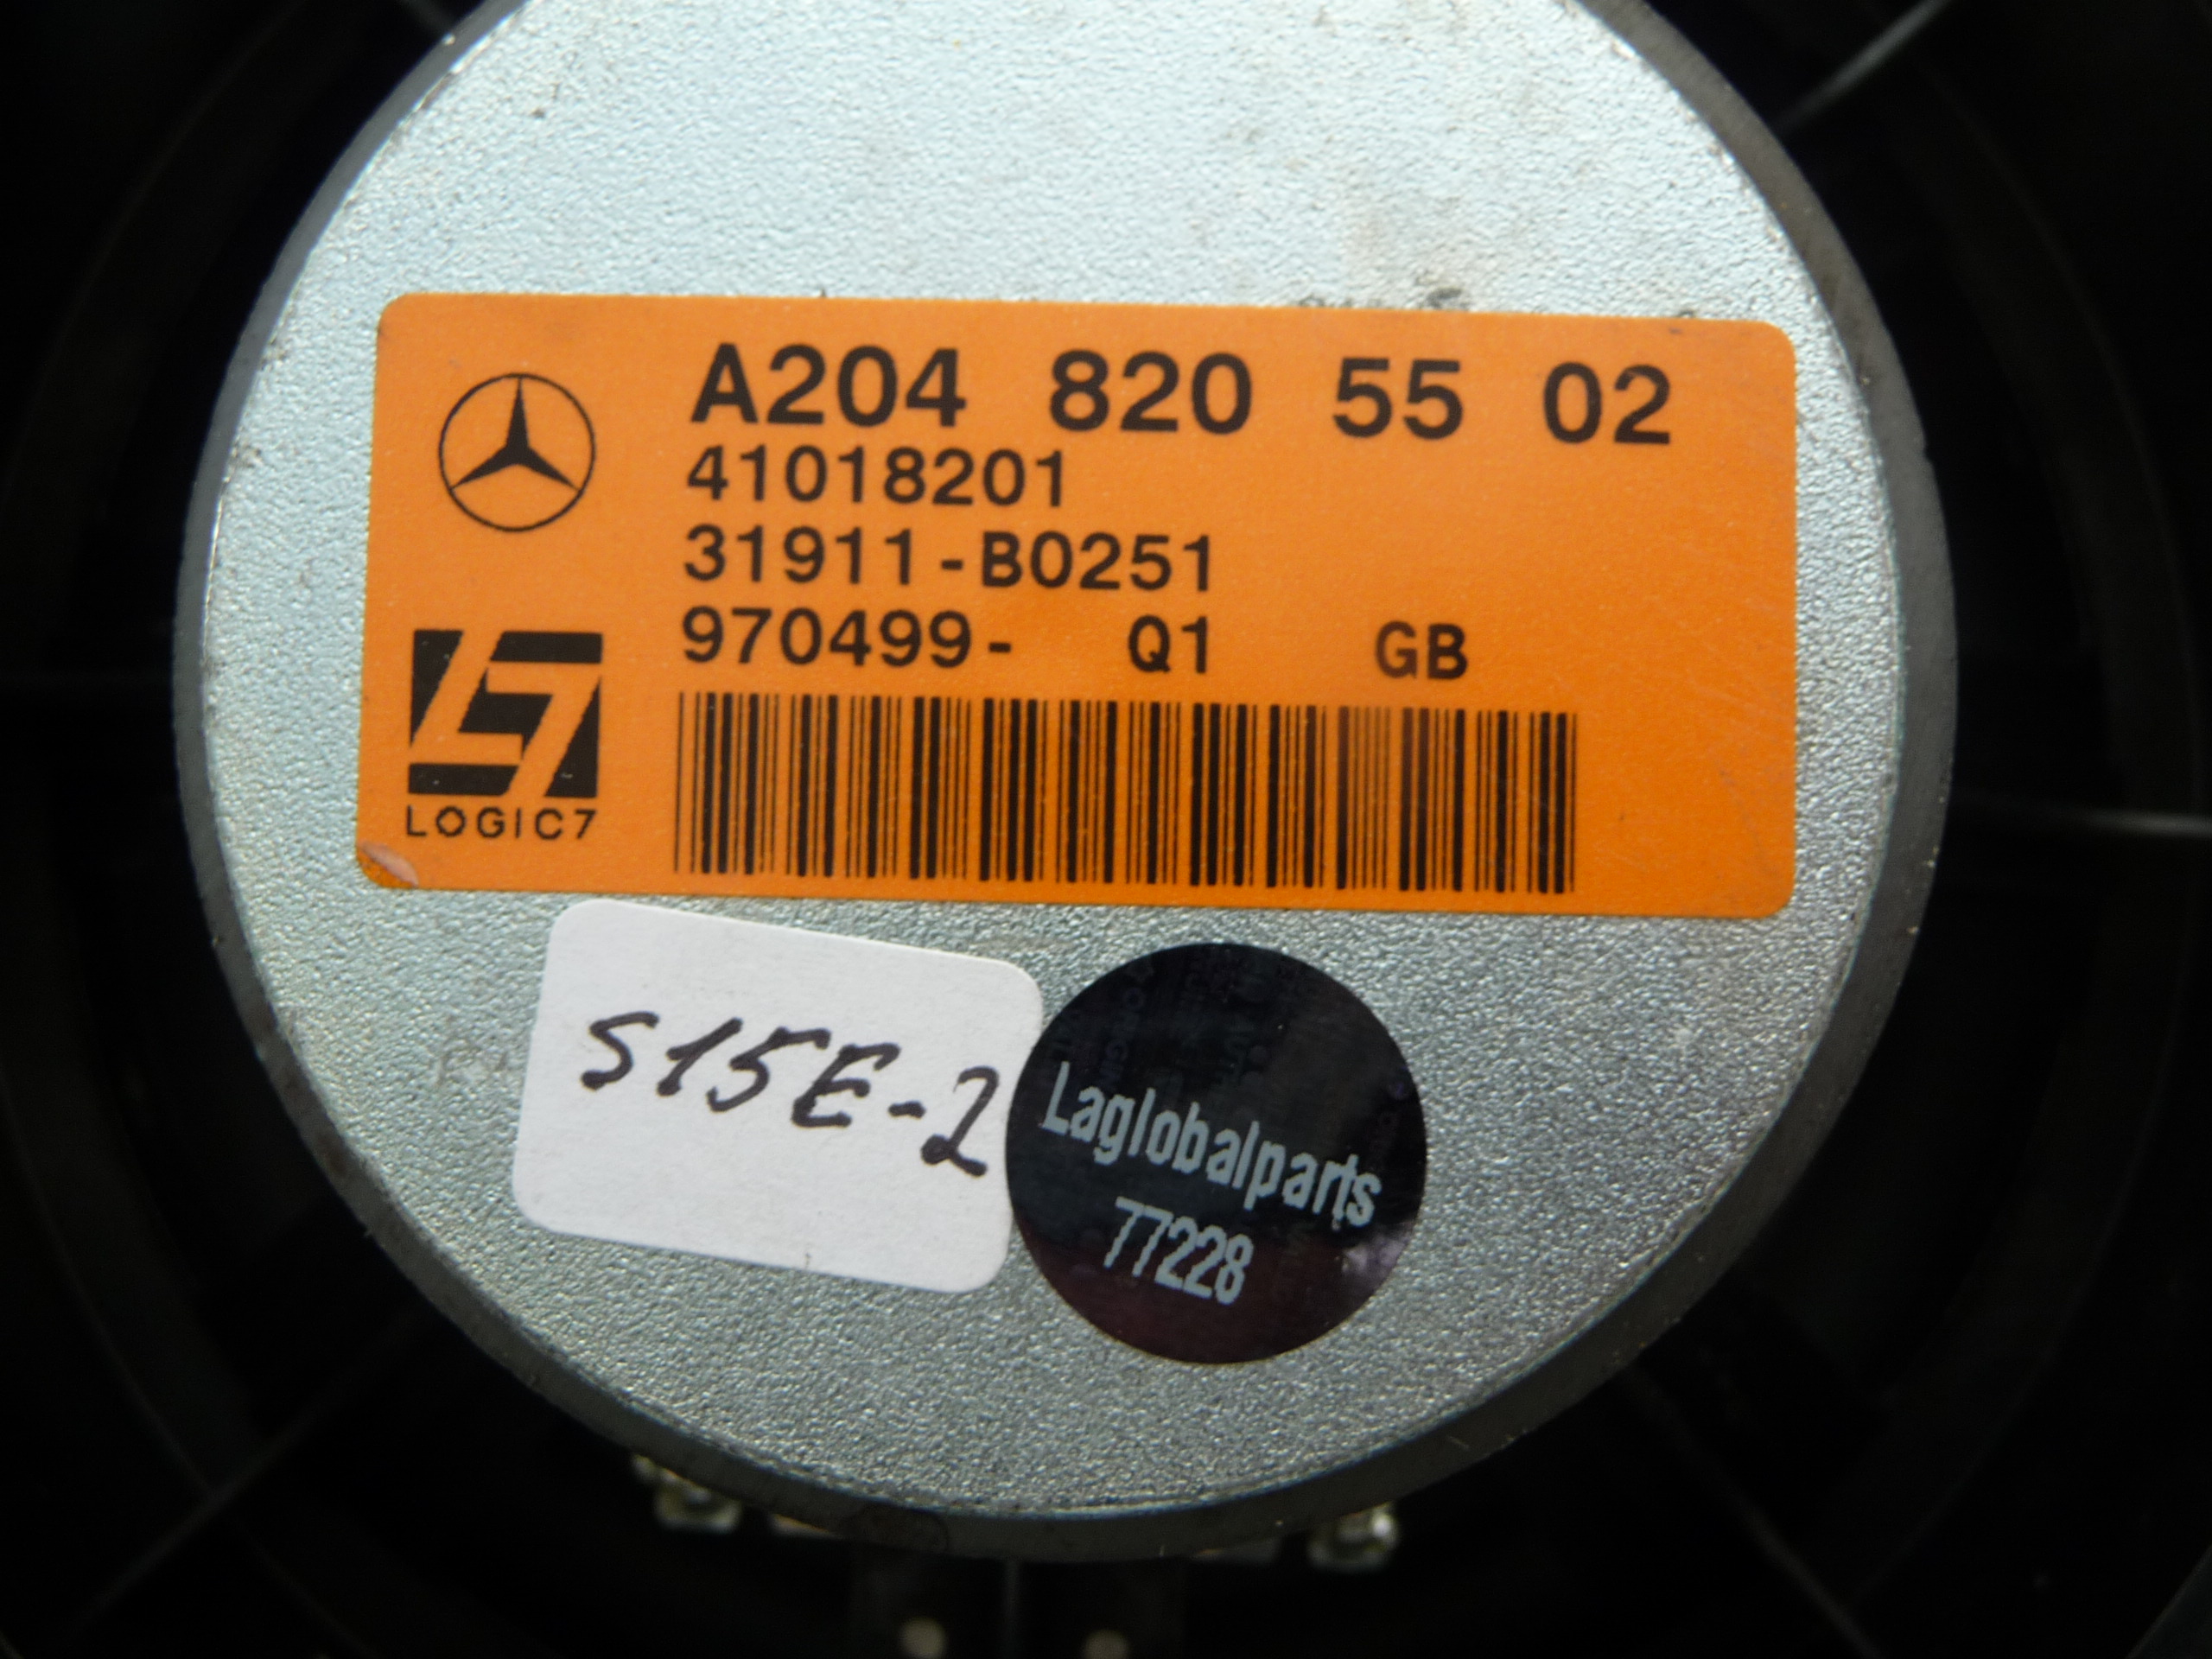 A204 820 55 02
41018201
31911-B0251
970499- Q1 GB
LOGIC7
S15E-2
Laglobalparts
77228